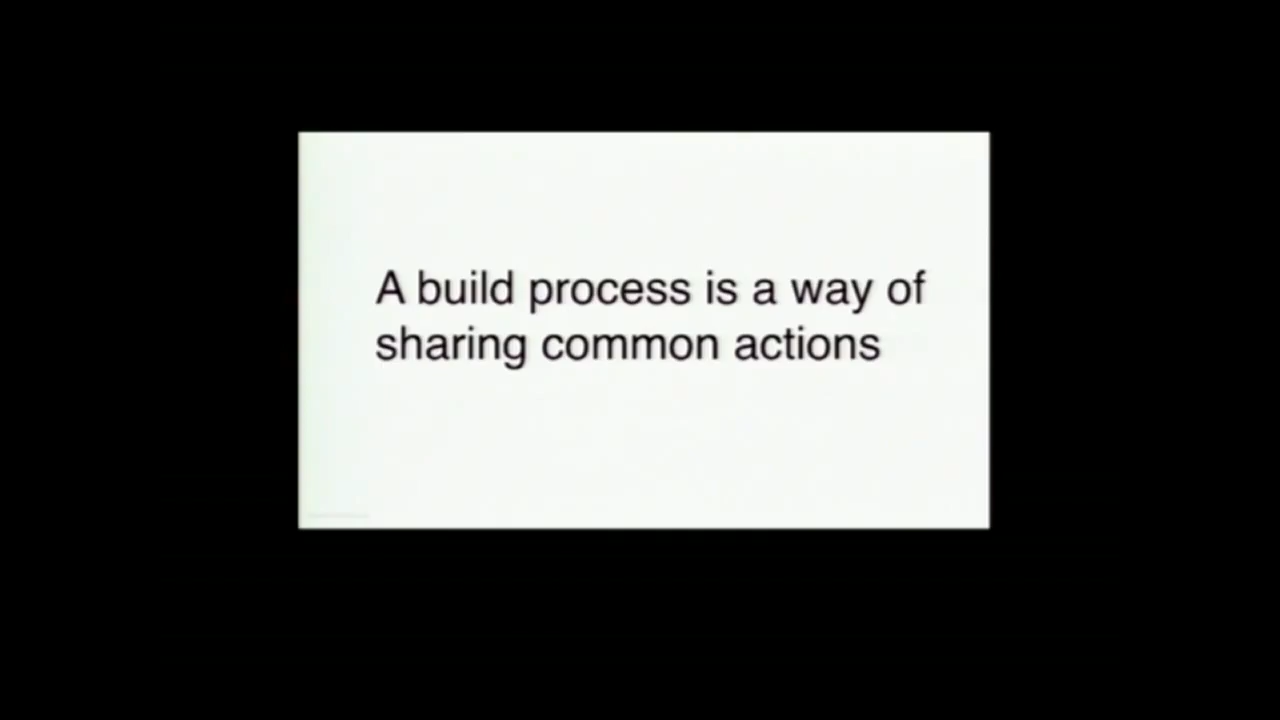 A build process is a way of
sharing common actions